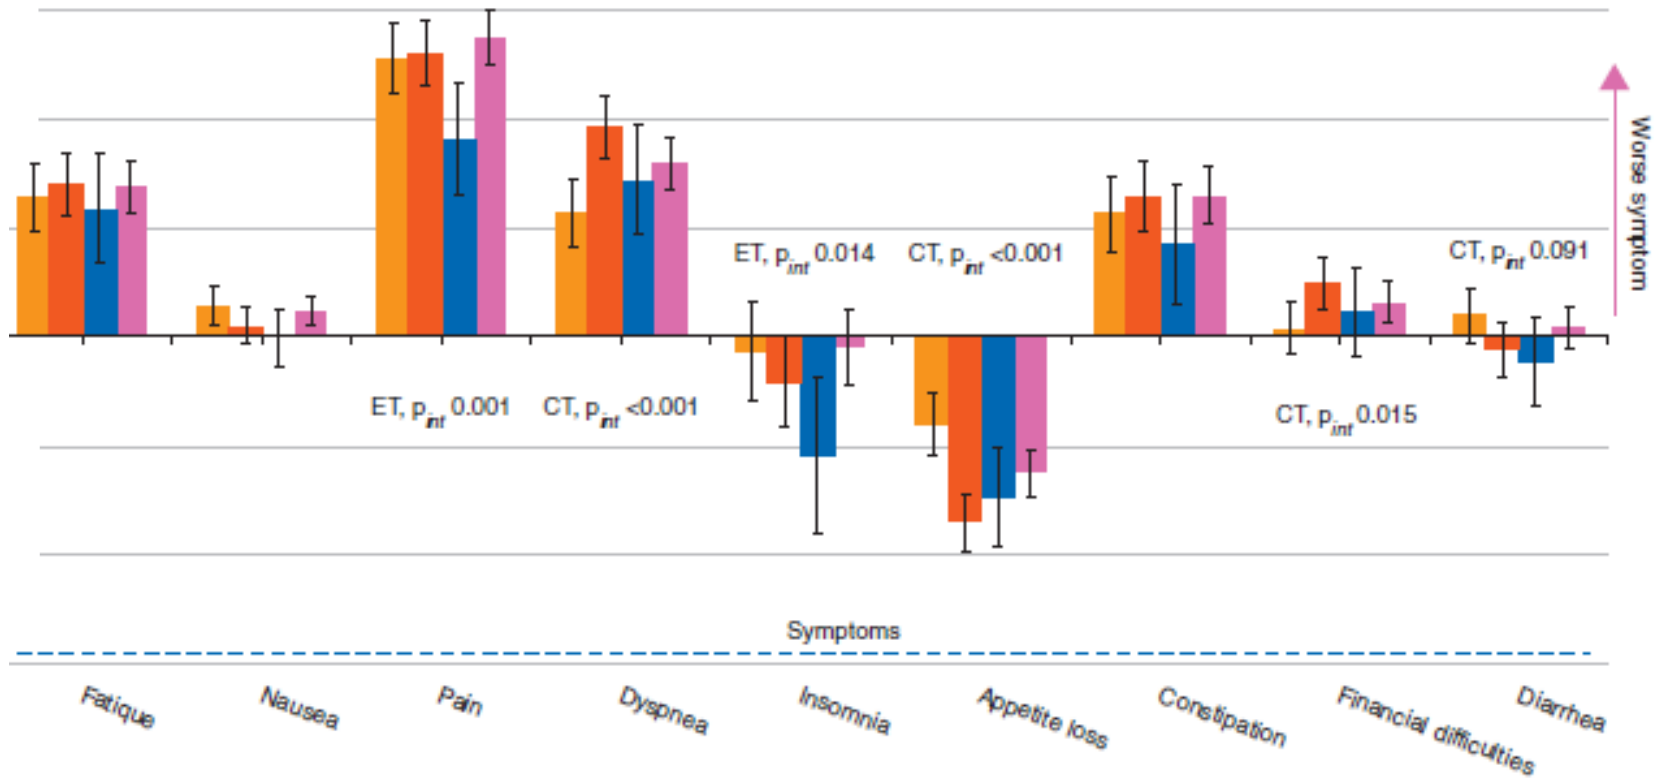 Worse symptom
ET, pint 0.014
CT, pint <0.001
CT, pint 0.091
ET, pint 0.001
CT, pint <0.001
CT, pint 0.015
Symptoms
Fatique
Nausea
Pain
Dyspnea
Insomnia
Appetite loss
Constipation
Financial difficulties
Diarrhea